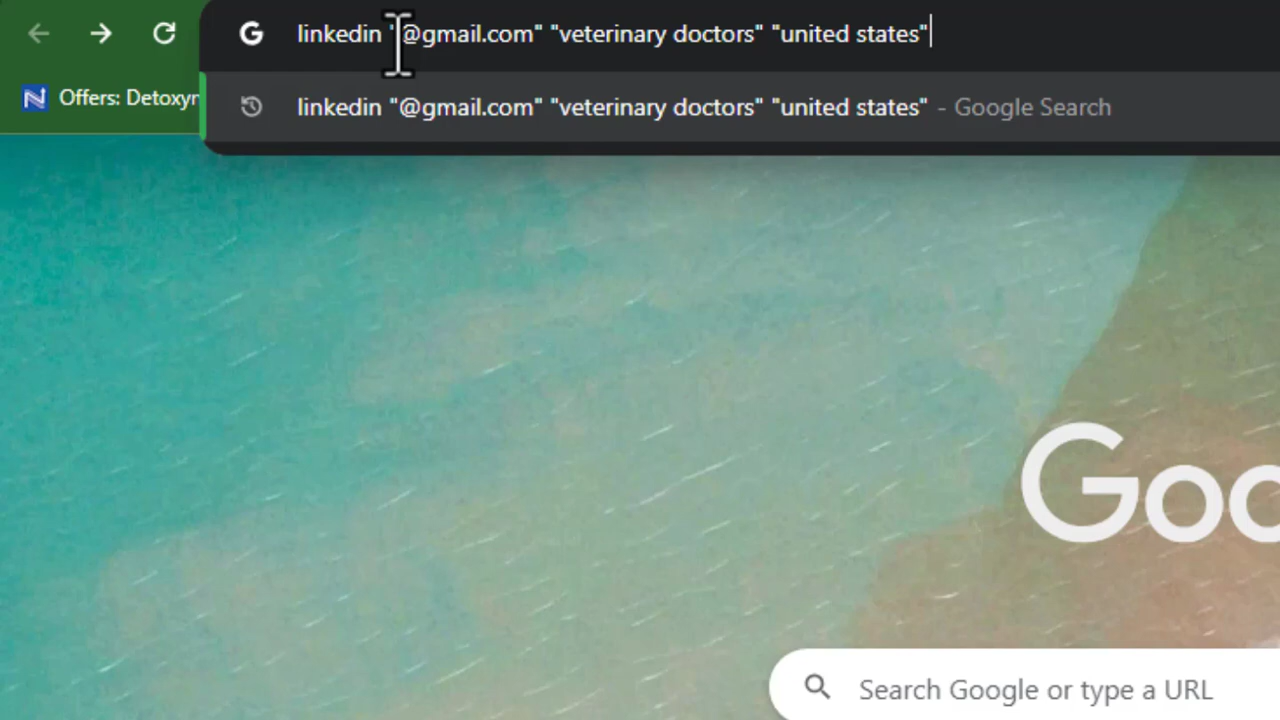 linkedin "@gmail.com" "veterinary doctors" "united states"
Offers: Detoxyn
linkedin "@gmail.com" "veterinary doctors" "united states" - Google Search
Goo
Search Google or type a URL